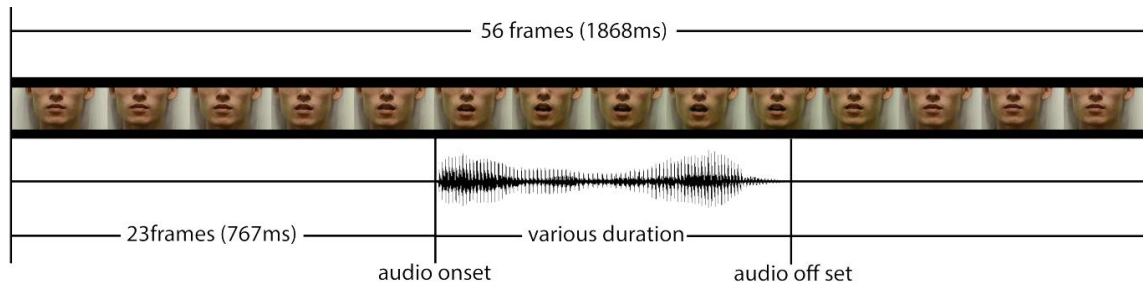 56 frames (1868ms)
23frames (767ms)
various duration
audio onset
audio off set